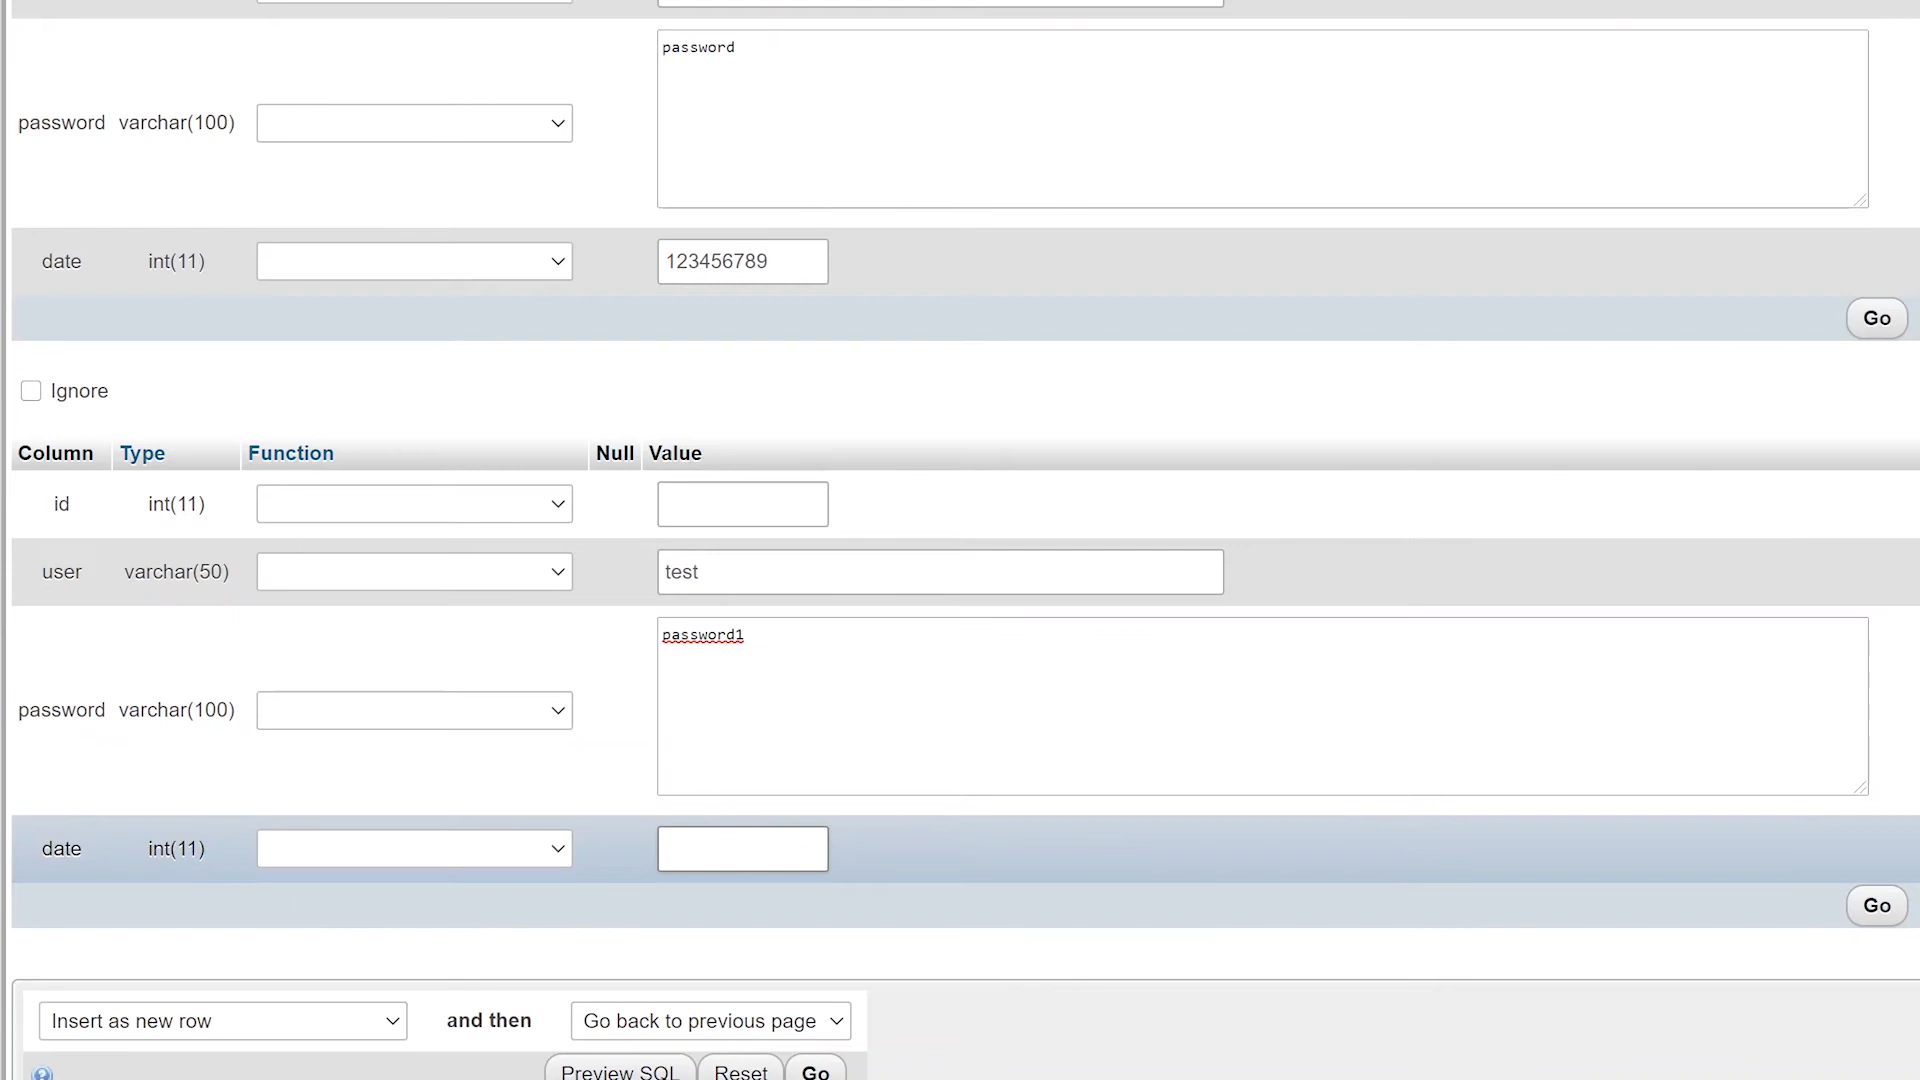 password
password varchar(100)
date int(11) 123456789
Go
Ignore
Column Type Function Null Value
id int(11)
user varchar(50) test
password1
password varchar(100)
date int(11)
Go
Insert as new row and then Go back to previous page
Preview SQL Reset Go